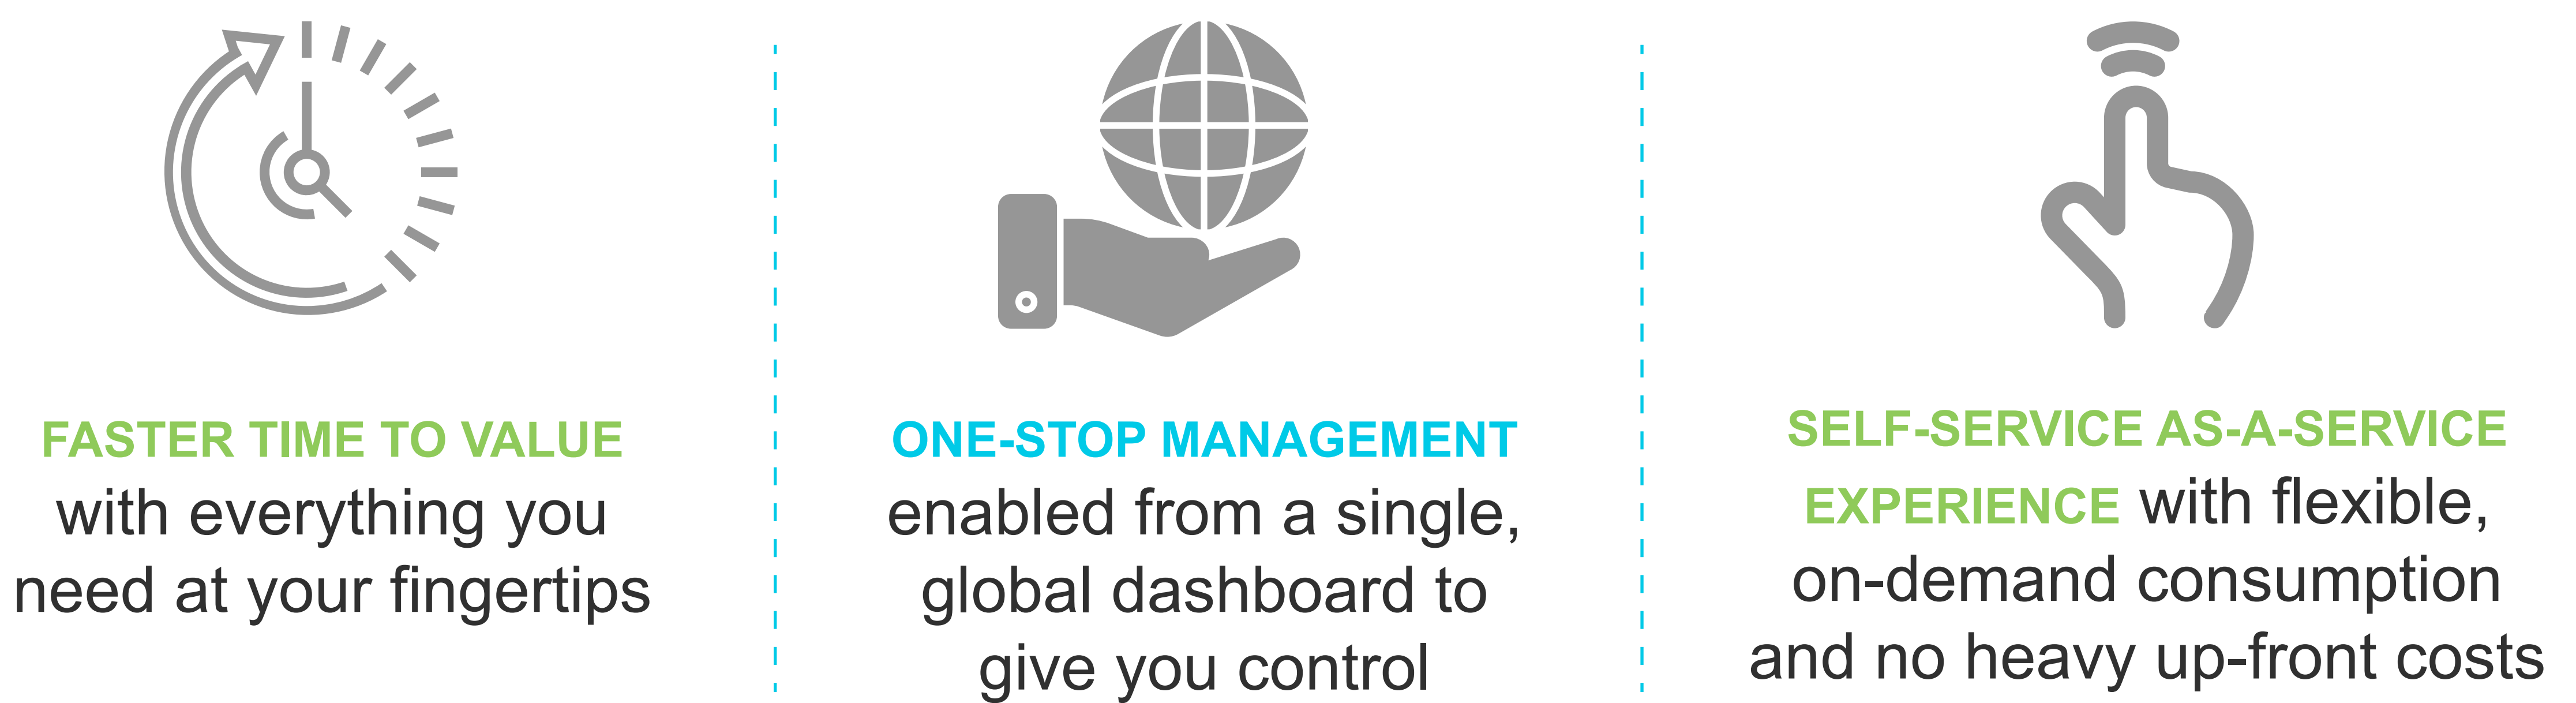 FASTER TIME TO VALUE
with everything you
need at your fingertips
ONE-STOP MANAGEMENT
enabled from a single,
global dashboard to
give you control
SELF-SERVICE AS-A-SERVICE
EXPERIENCE with flexible,
on-demand consumption
and no heavy up-front costs